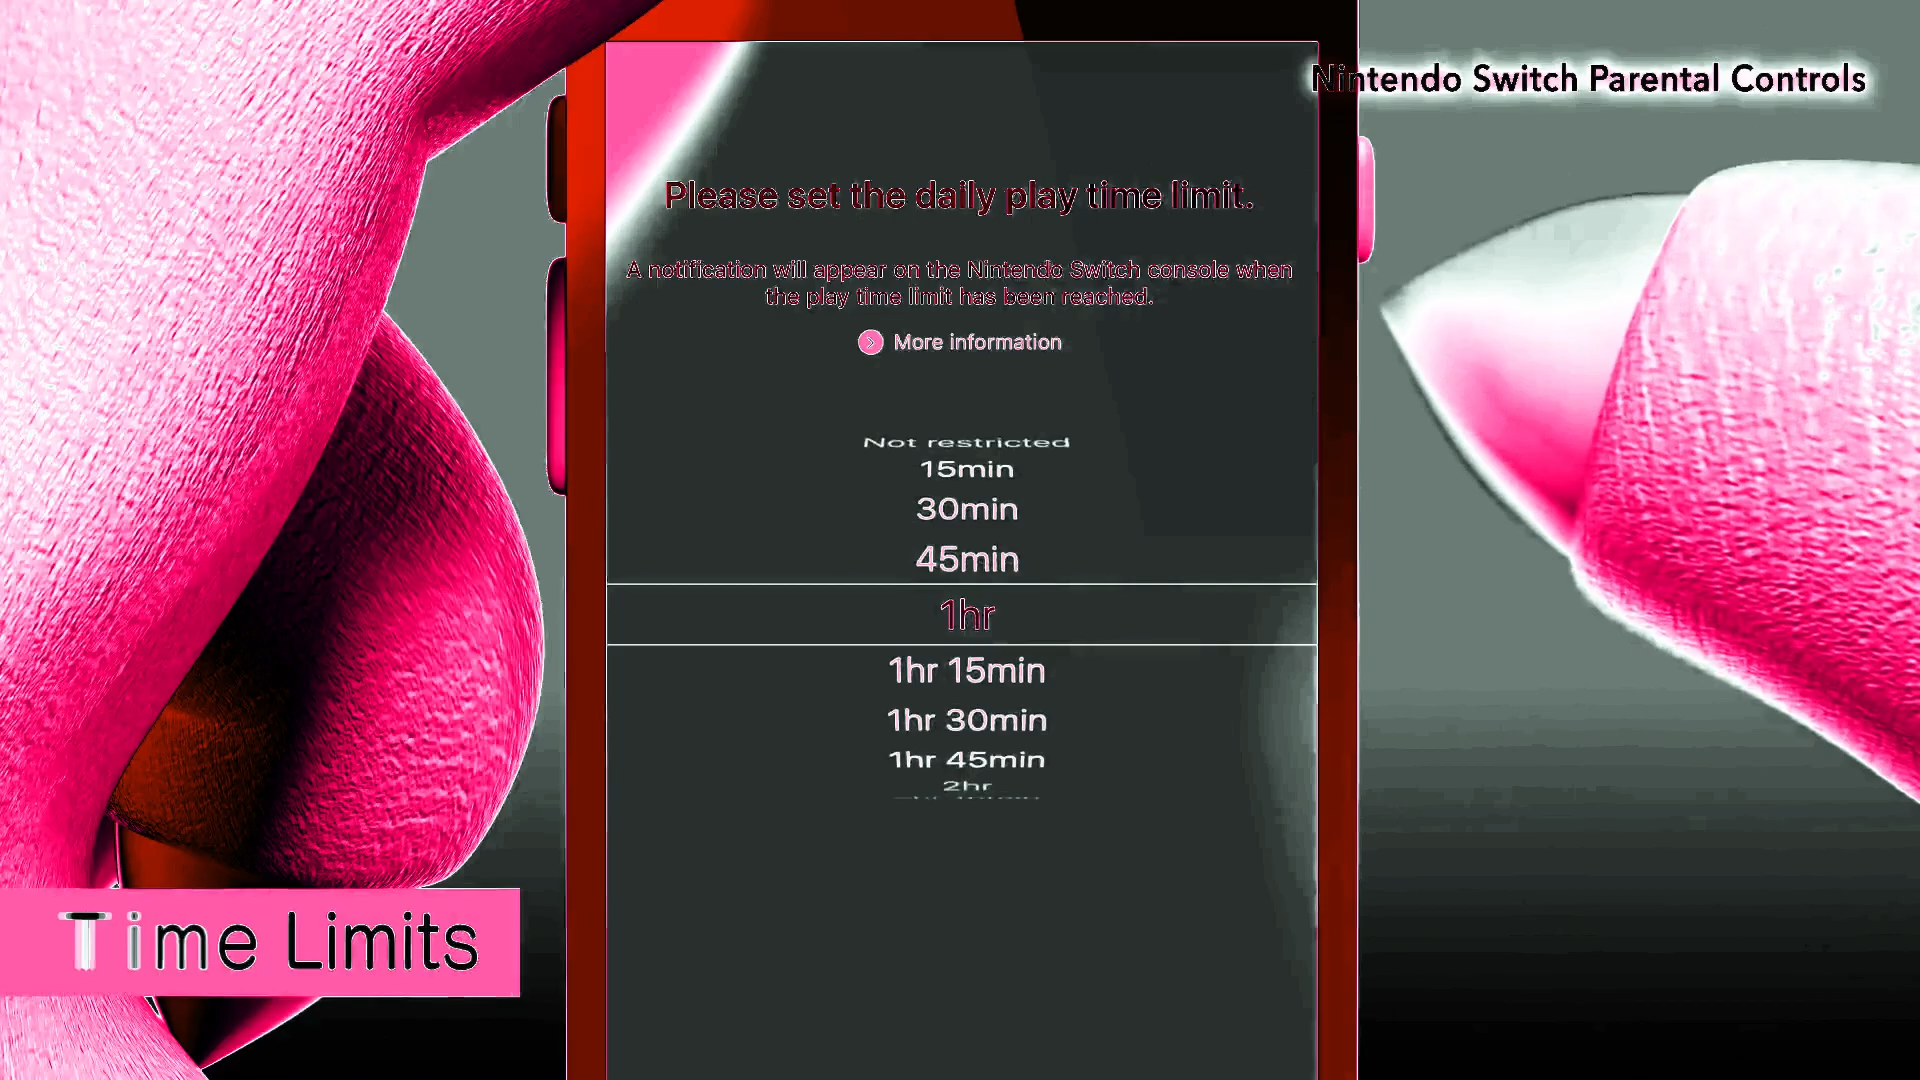 Nintendo Switch Parental Controls
Please set the daily play time limit.
A notification will appear on the Nintendo Switch console when
the play time limit has been reached.
More information
Not restricted
15min
30min
45min
1hr
1hr 15min
1hr 30min
1hr 45min
2hr
Time Limits